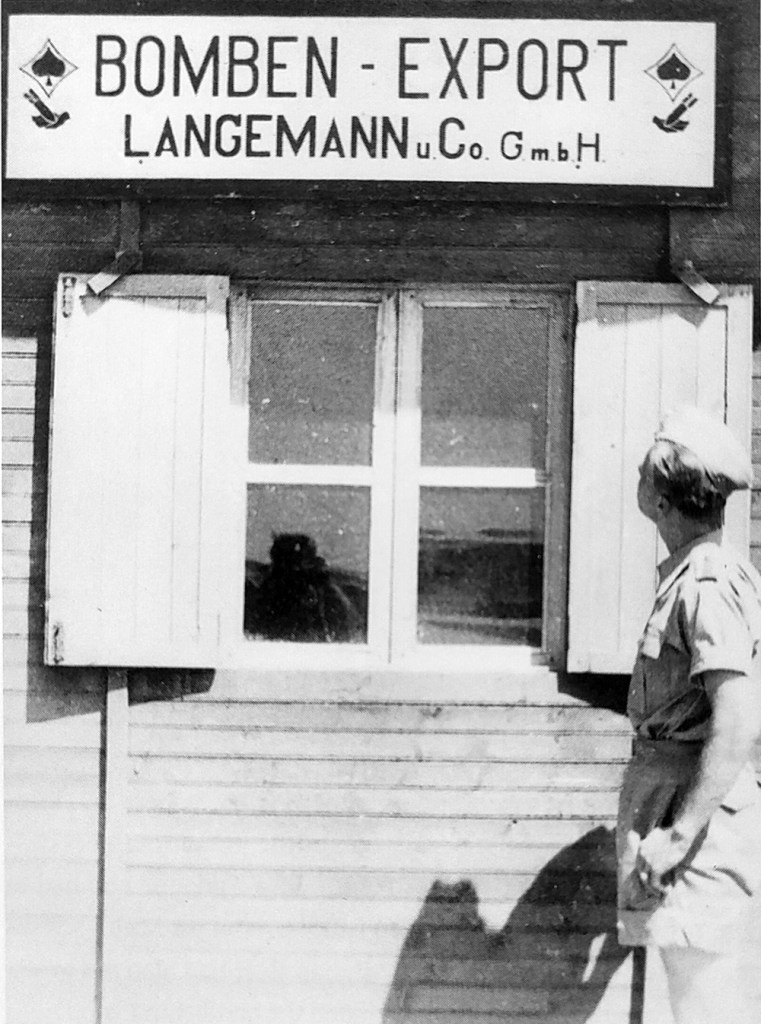 BOMBEN - EXPORT
LANGEMANN u. Co. G.m.b.H.